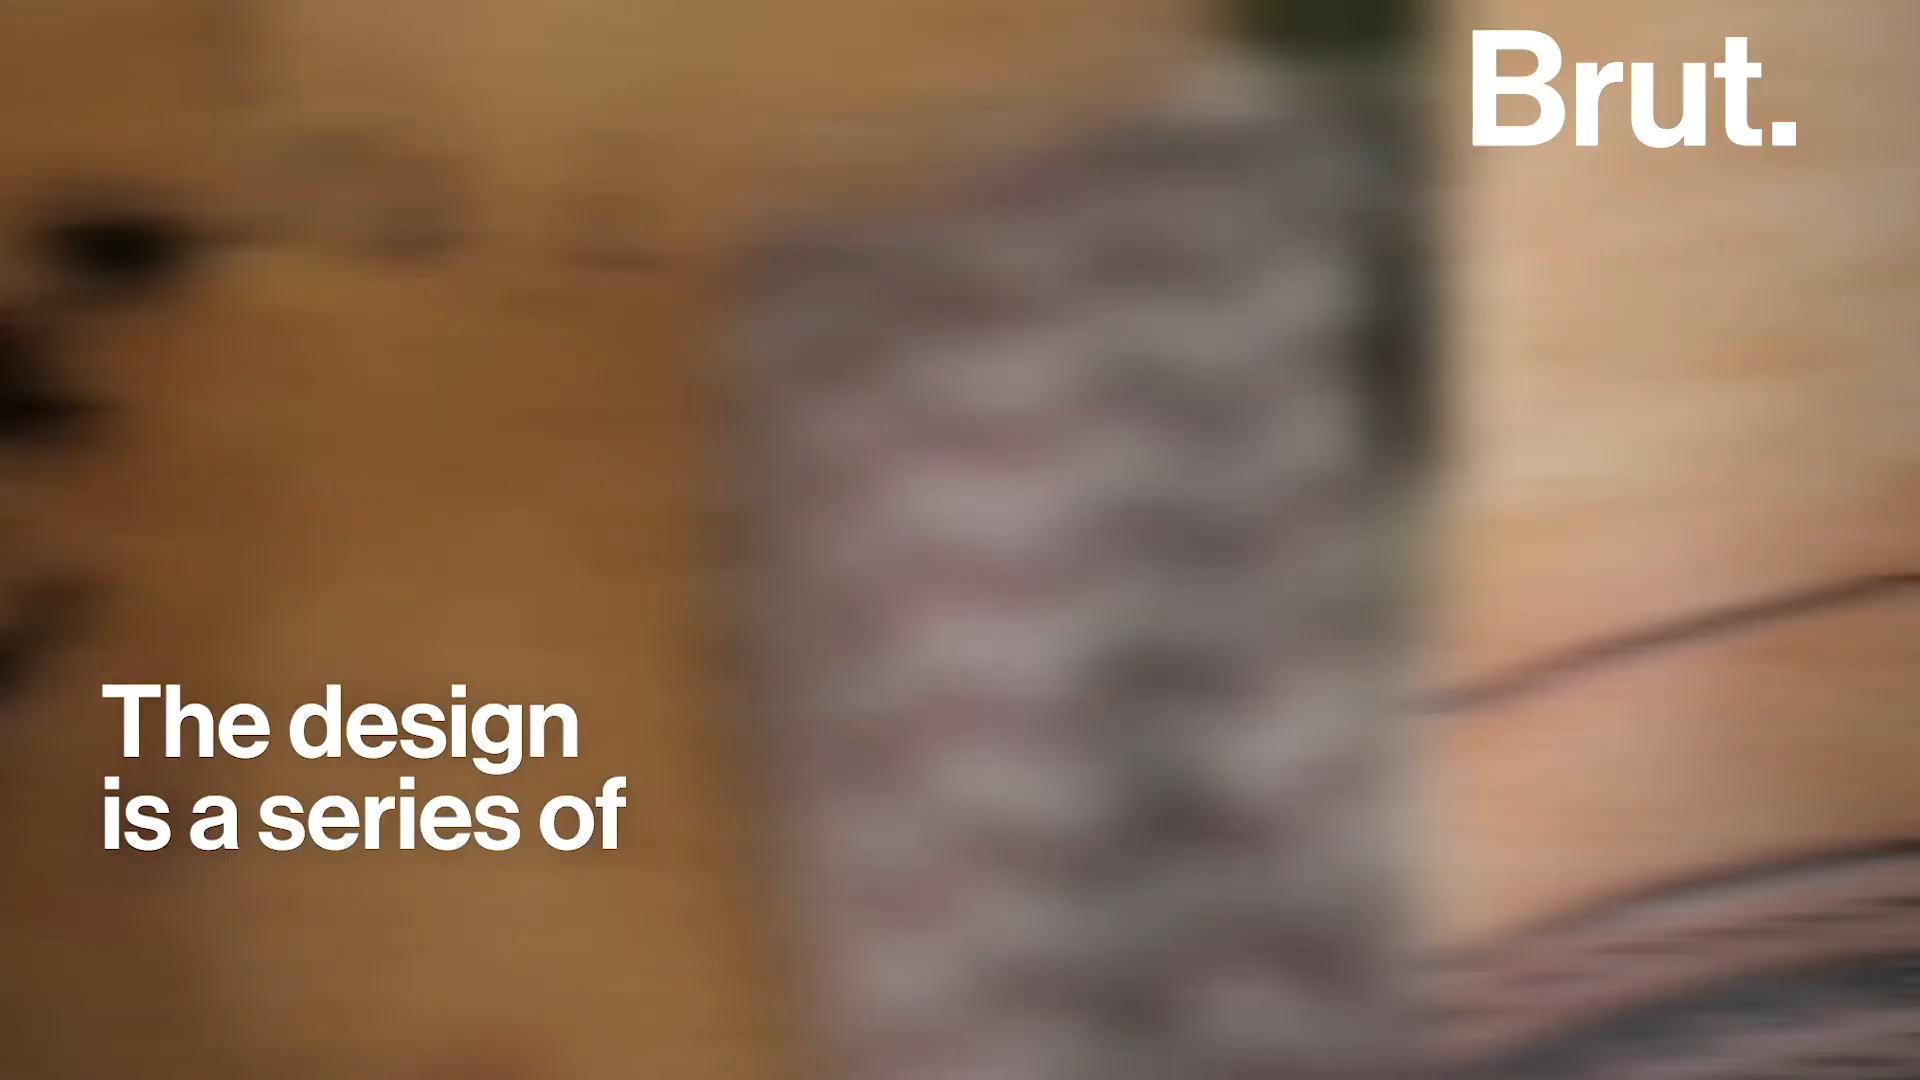 Brut.
The design
is a series of